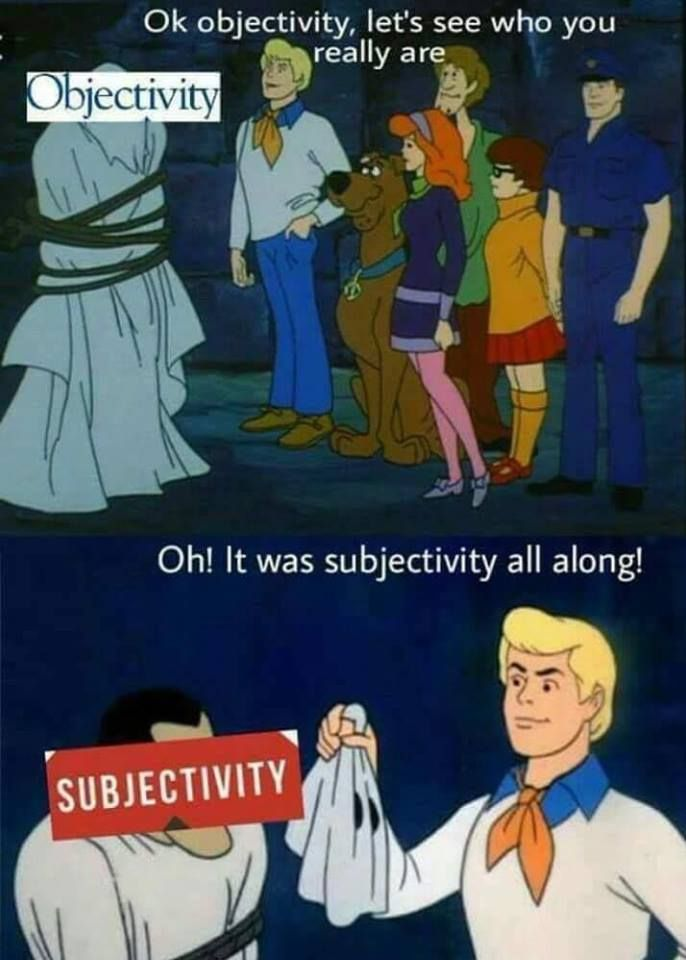 Ok objectivity, let's see who you
really are
Objectivity
Oh! It was subjectivity all along!
SUBJECTIVITY